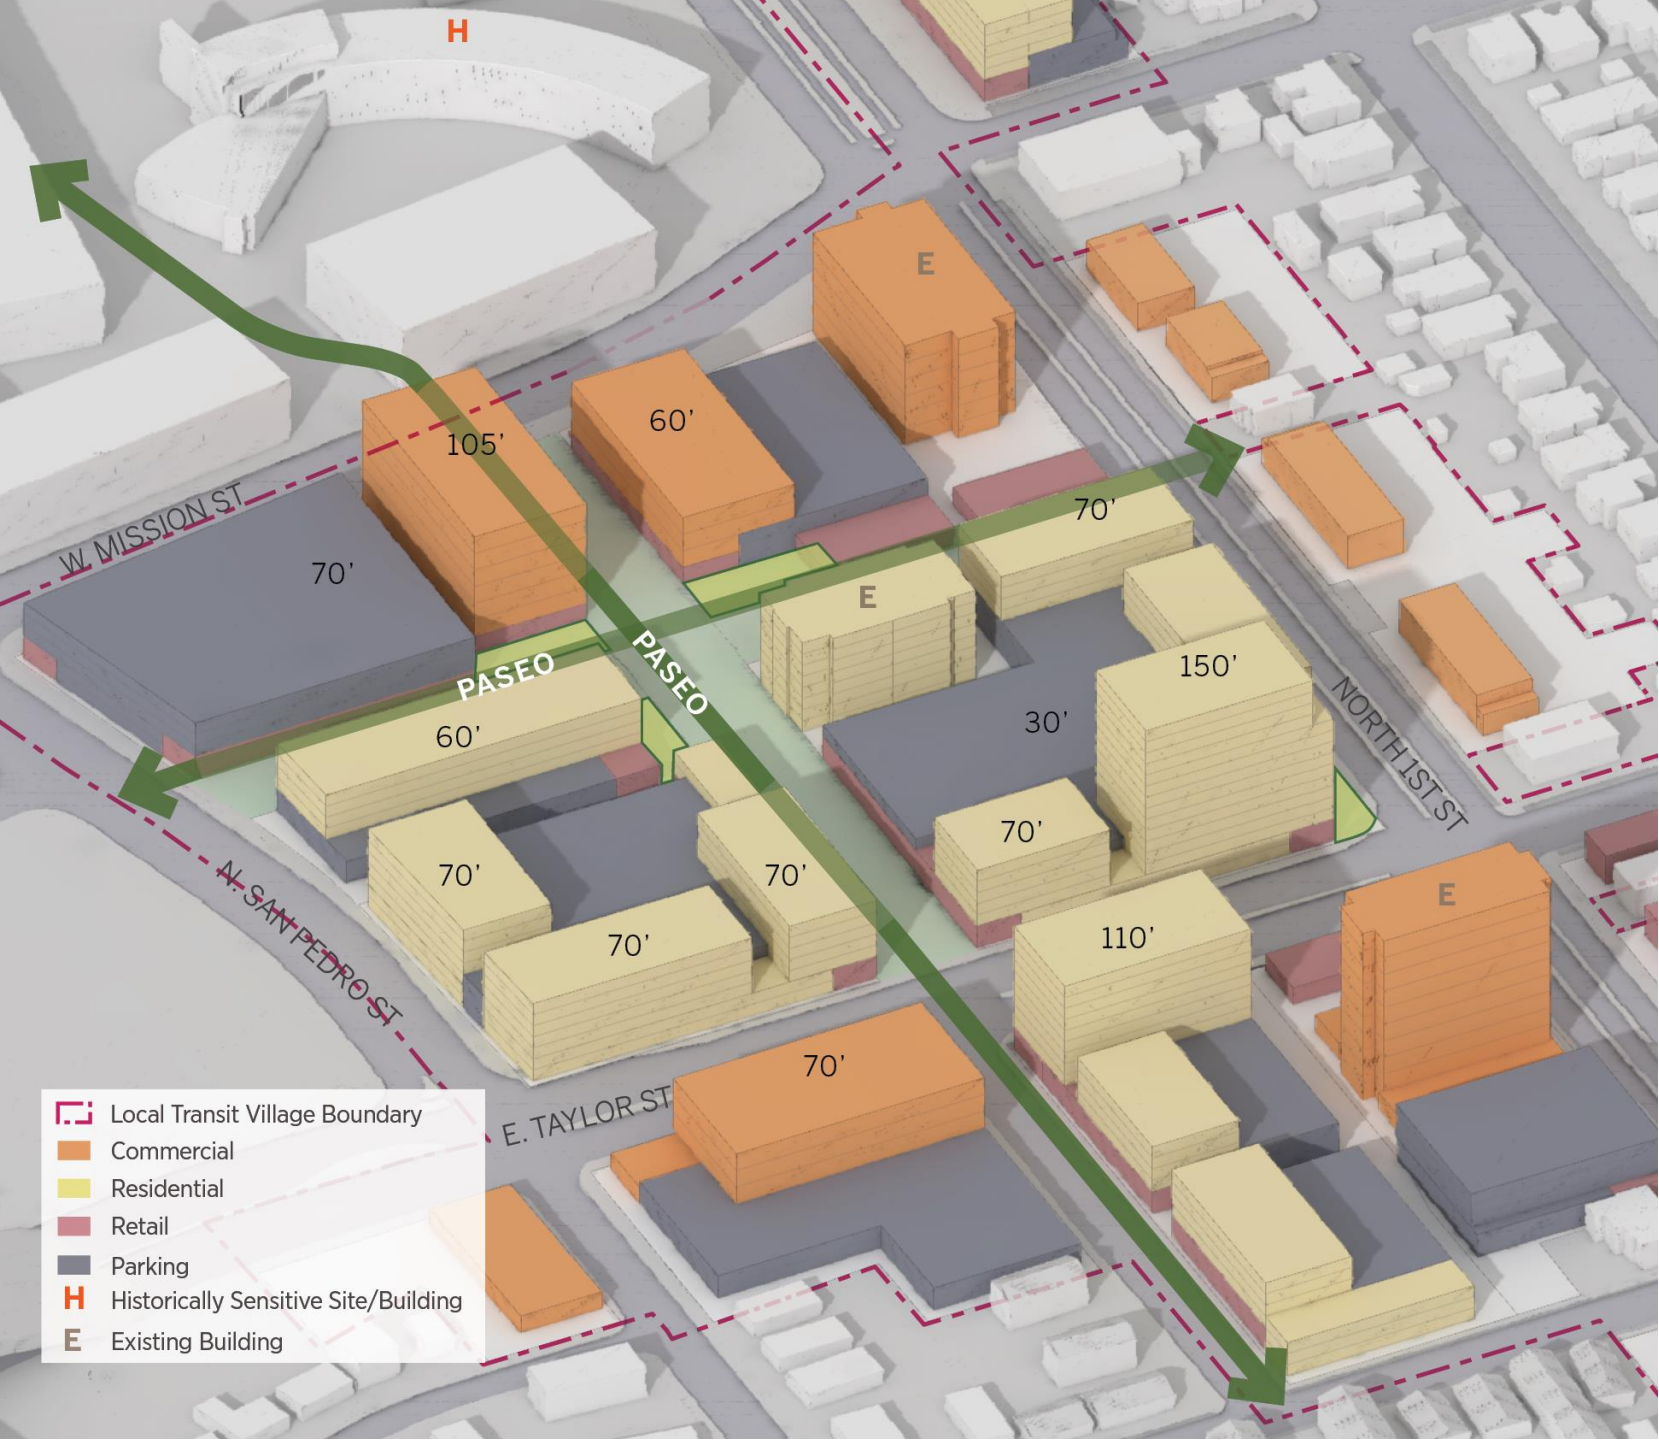 H
E
60’
105’
W. MISSION ST
70’
70’
E
PASEO
PASEO
150’
60’
30’
NORTH 1ST ST
70’
70’
70’
70’
110’
E
N. SAN PEDRO ST
70’
E. TAYLOR ST
Local Transit Village Boundary
Commercial
Residential
Retail
Parking
H Historically Sensitive Site/Building
E Existing Building